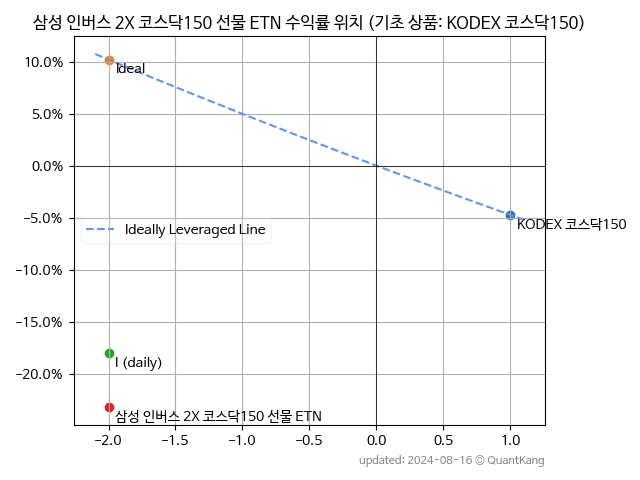 삼성 인버스 2X 코스닥150 선물 ETN 수익률 위치 (기초 상품: KODEX 코스닥150)
10.0%
Ideal
5.0%
0.0%
−5.0%
KODEX 코스닥150
Ideally Leveraged Line
−10.0%
−15.0%
I (daily)
−20.0%
삼성 인버스 2X 코스닥150 선물 ETN
−2.0 −1.5 −1.0 −0.5 0.0 0.5 1.0
updated: 2024-08-16 © QuantKang